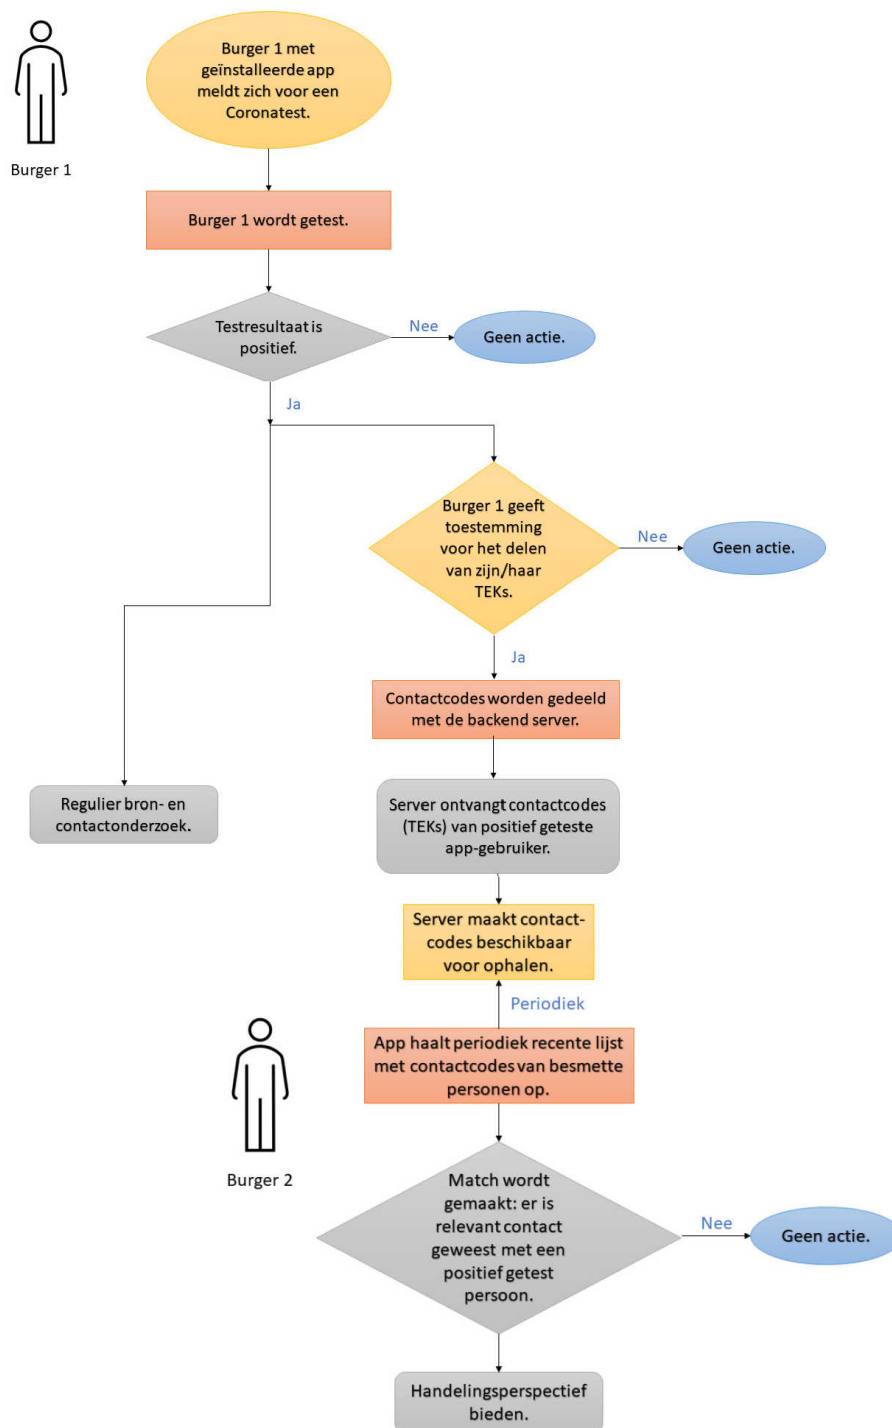 Burger 1 met
geïnstalleerde app
meldt zich voor een
Coronatest.
Burger 1
Burger 1 wordt getest.
Testresultaat is
positief.
Nee
Geen actie.
Ja
Burger 1 geeft
toestemming
voor het delen
van zijn/haar
TEKs.
Nee
Geen actie.
Ja
Contactcodes worden gedeeld
met de backend server.
Regulier bron- en
contactonderzoek.
Server ontvangt contactcodes
(TEKs) van positief geteste
app-gebruiker.
Server maakt contact-
codes beschikbaar
voor ophalen.
Periodiek
App haalt periodiek recente lijst
met contactcodes van besmette
personen op.
Burger 2
Match wordt
gemaakt: er is
relevant contact
geweest met een
positief getest
persoon.
Nee
Geen actie.
Handelingsperspectief
bieden.